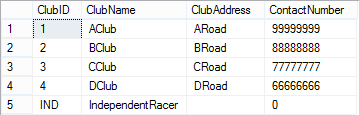 ClubID ClubName ClubAddress ContactNumber
1 1 AClub ARoad 99999999
2 2 BClub BRoad 88888888
3 3 CClub CRoad 77777777
4 4 DClub DRoad 66666666
5 IND IndependentRacer 0